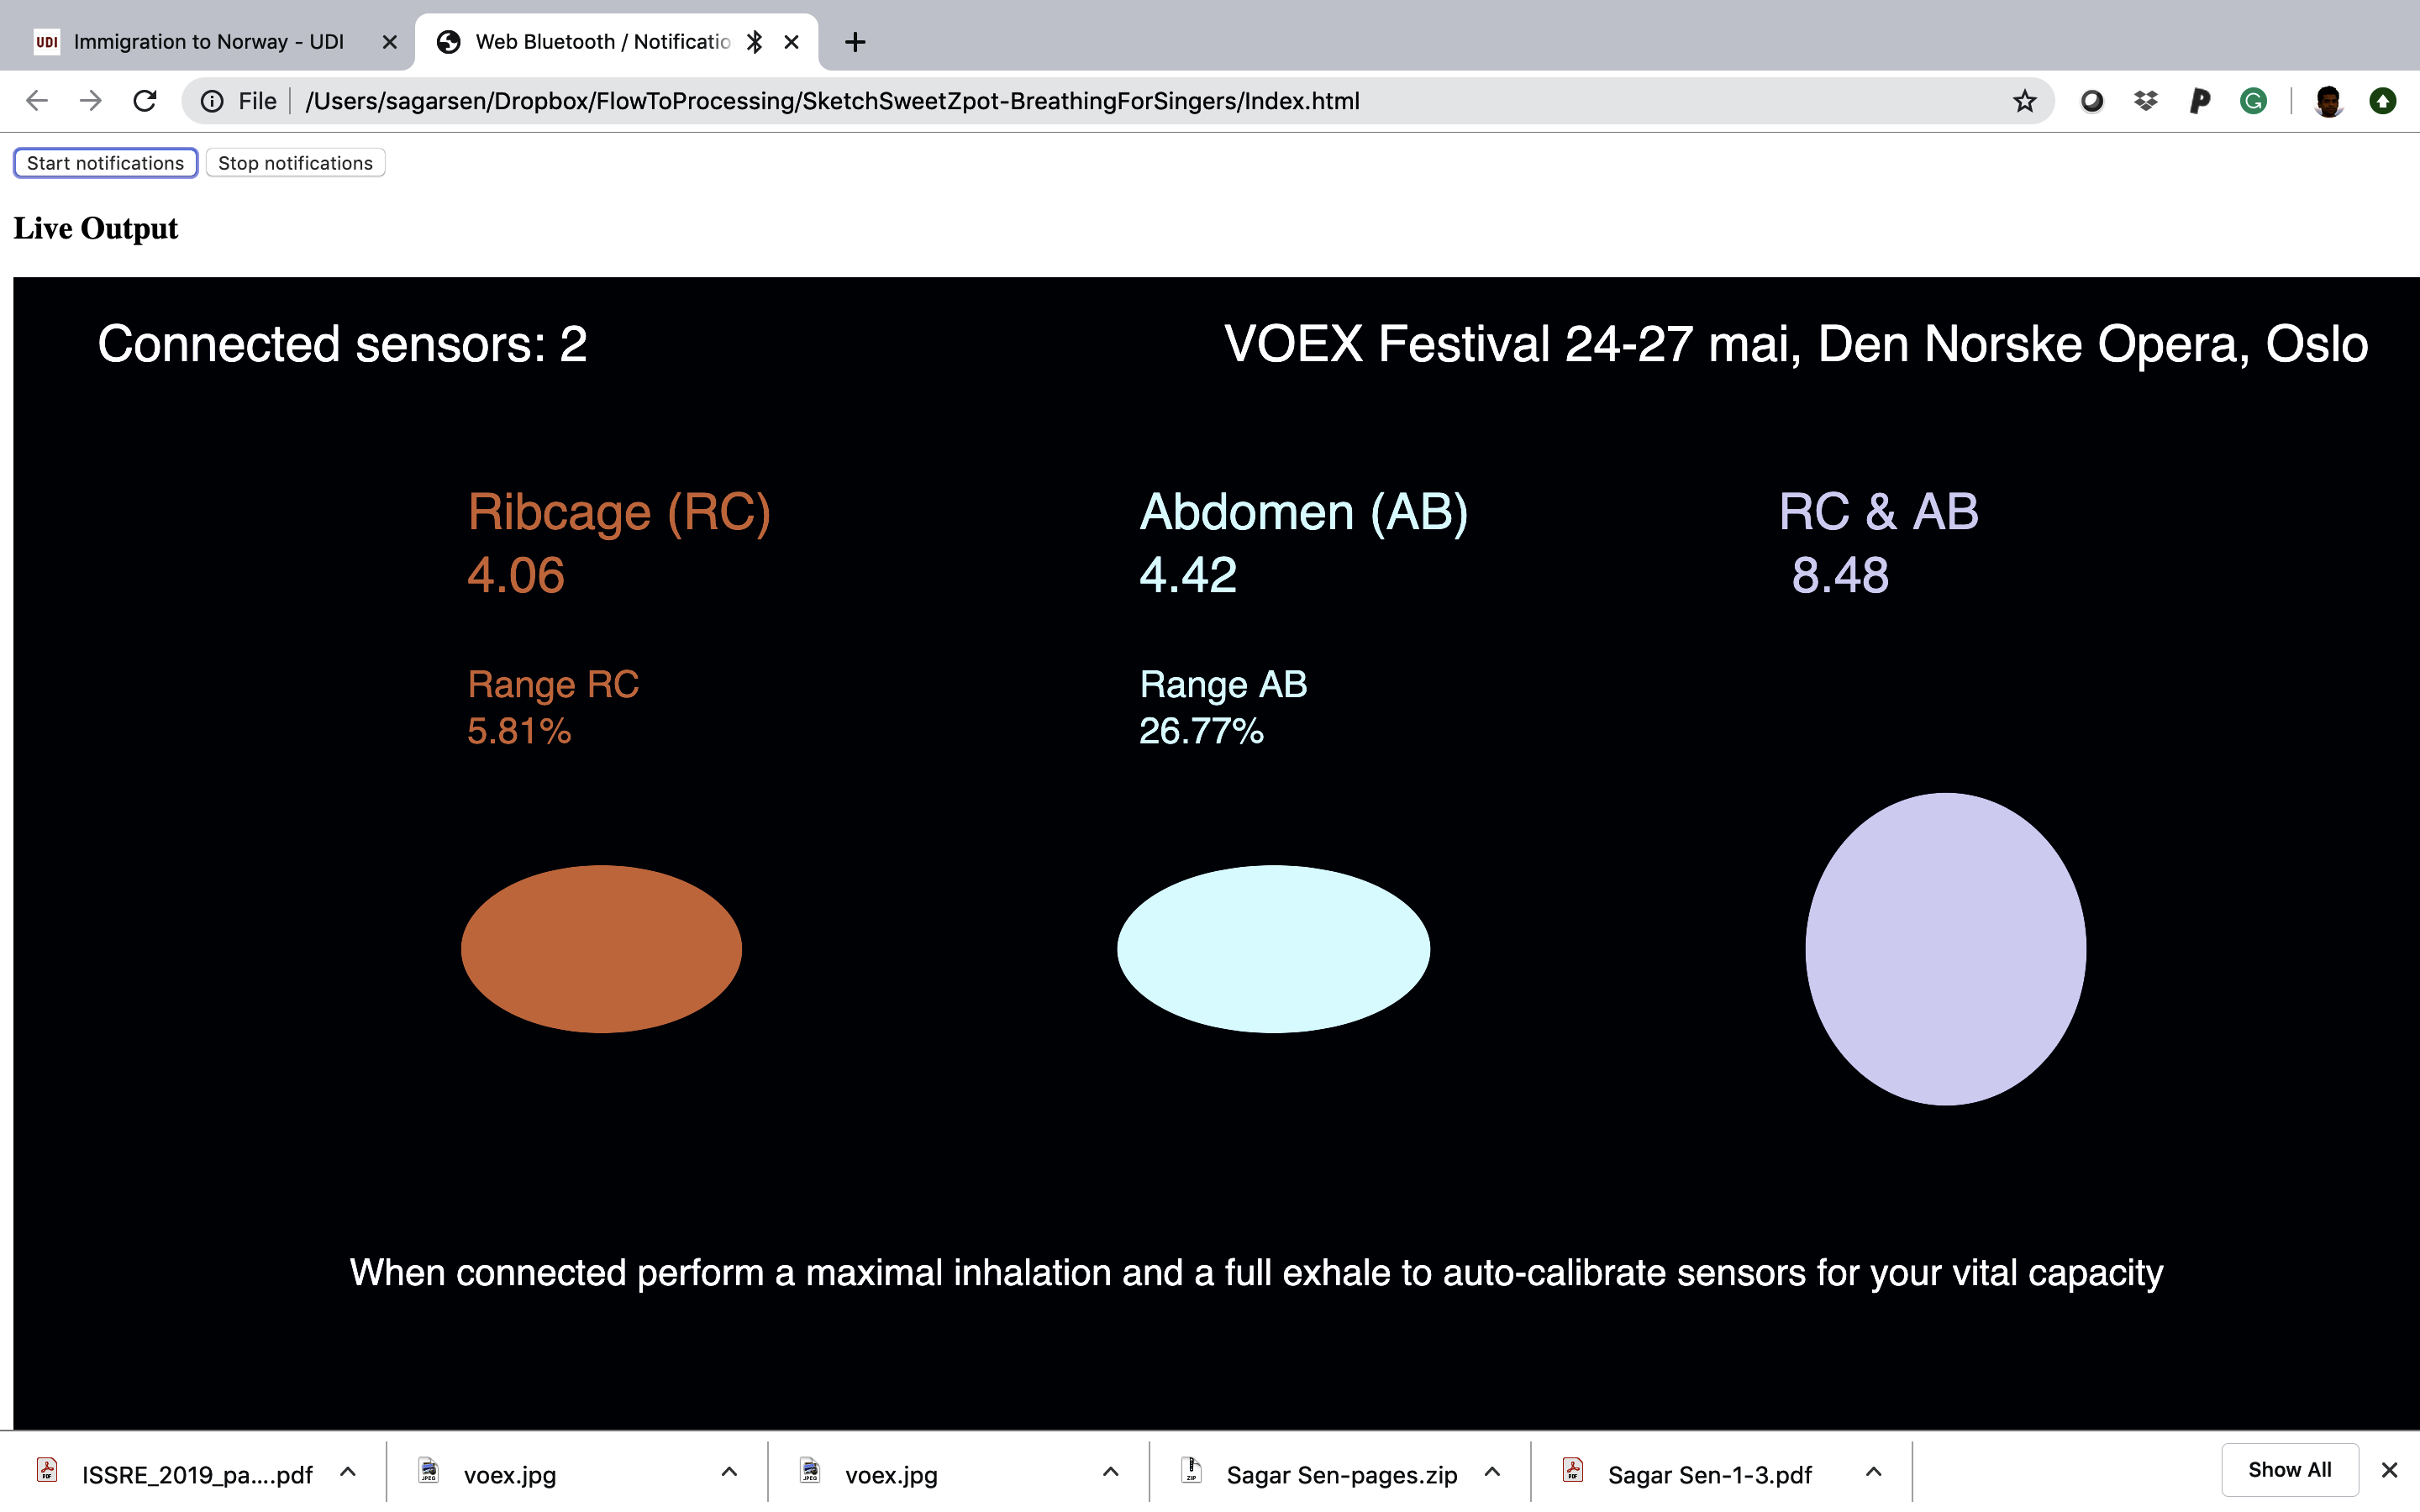 UDI Immigration to Norway - UDI
Web Bluetooth / Notificatio
File /Users/sagarsen/Dropbox/FlowToProcessing/SketchSweetZpot-BreathingForSingers/Index.html
Start notifications Stop notifications
Live Output
Connected sensors: 2
VOEX Festival 24-27 mai, Den Norske Opera, Oslo
Ribcage (RC)
4.06
Range RC
5.81%
Abdomen (AB)
4.42
Range AB
26.77%
RC & AB
8.48
When connected perform a maximal inhalation and a full exhale to auto-calibrate sensors for your vital capacity
ISSRE_2019_pa....pdf
voex.jpg
voex.jpg
Sagar Sen-pages.zip
Sagar Sen-1-3.pdf
Show All